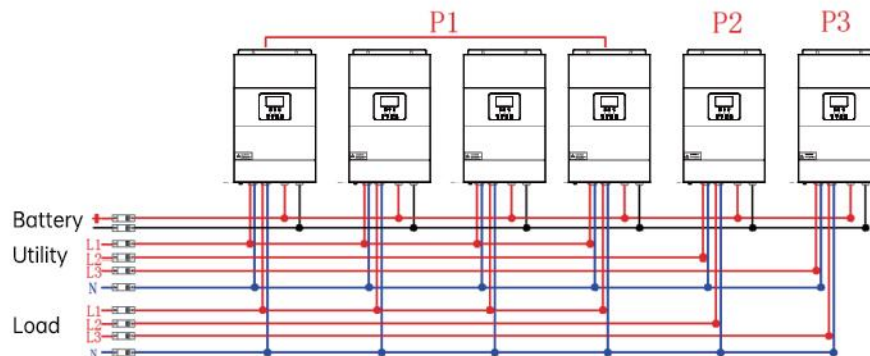 P1 P2 P3
Battery
L1
Utility L2
L3
N
L1
Load L2
L3
N